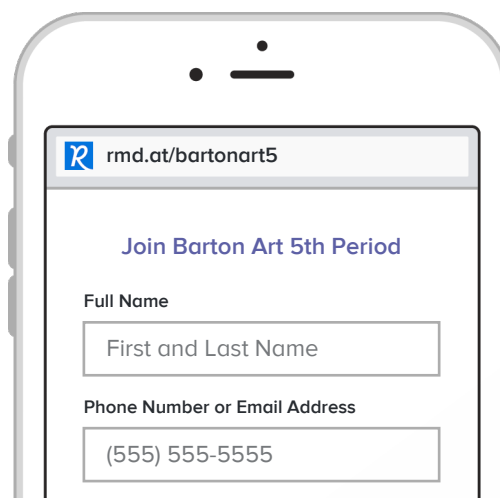 rmd.at/bartonart5
Join Barton Art 5th Period
Full Name
First and Last Name
Phone Number or Email Address
(555) 555-5555